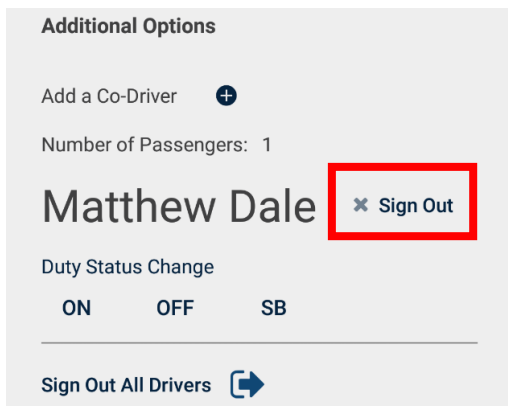 Additional Options
Add a Co-Driver
Number of Passengers: 1
Matthew Dale Sign Out
Duty Status Change
ON OFF SB
Sign Out All Drivers